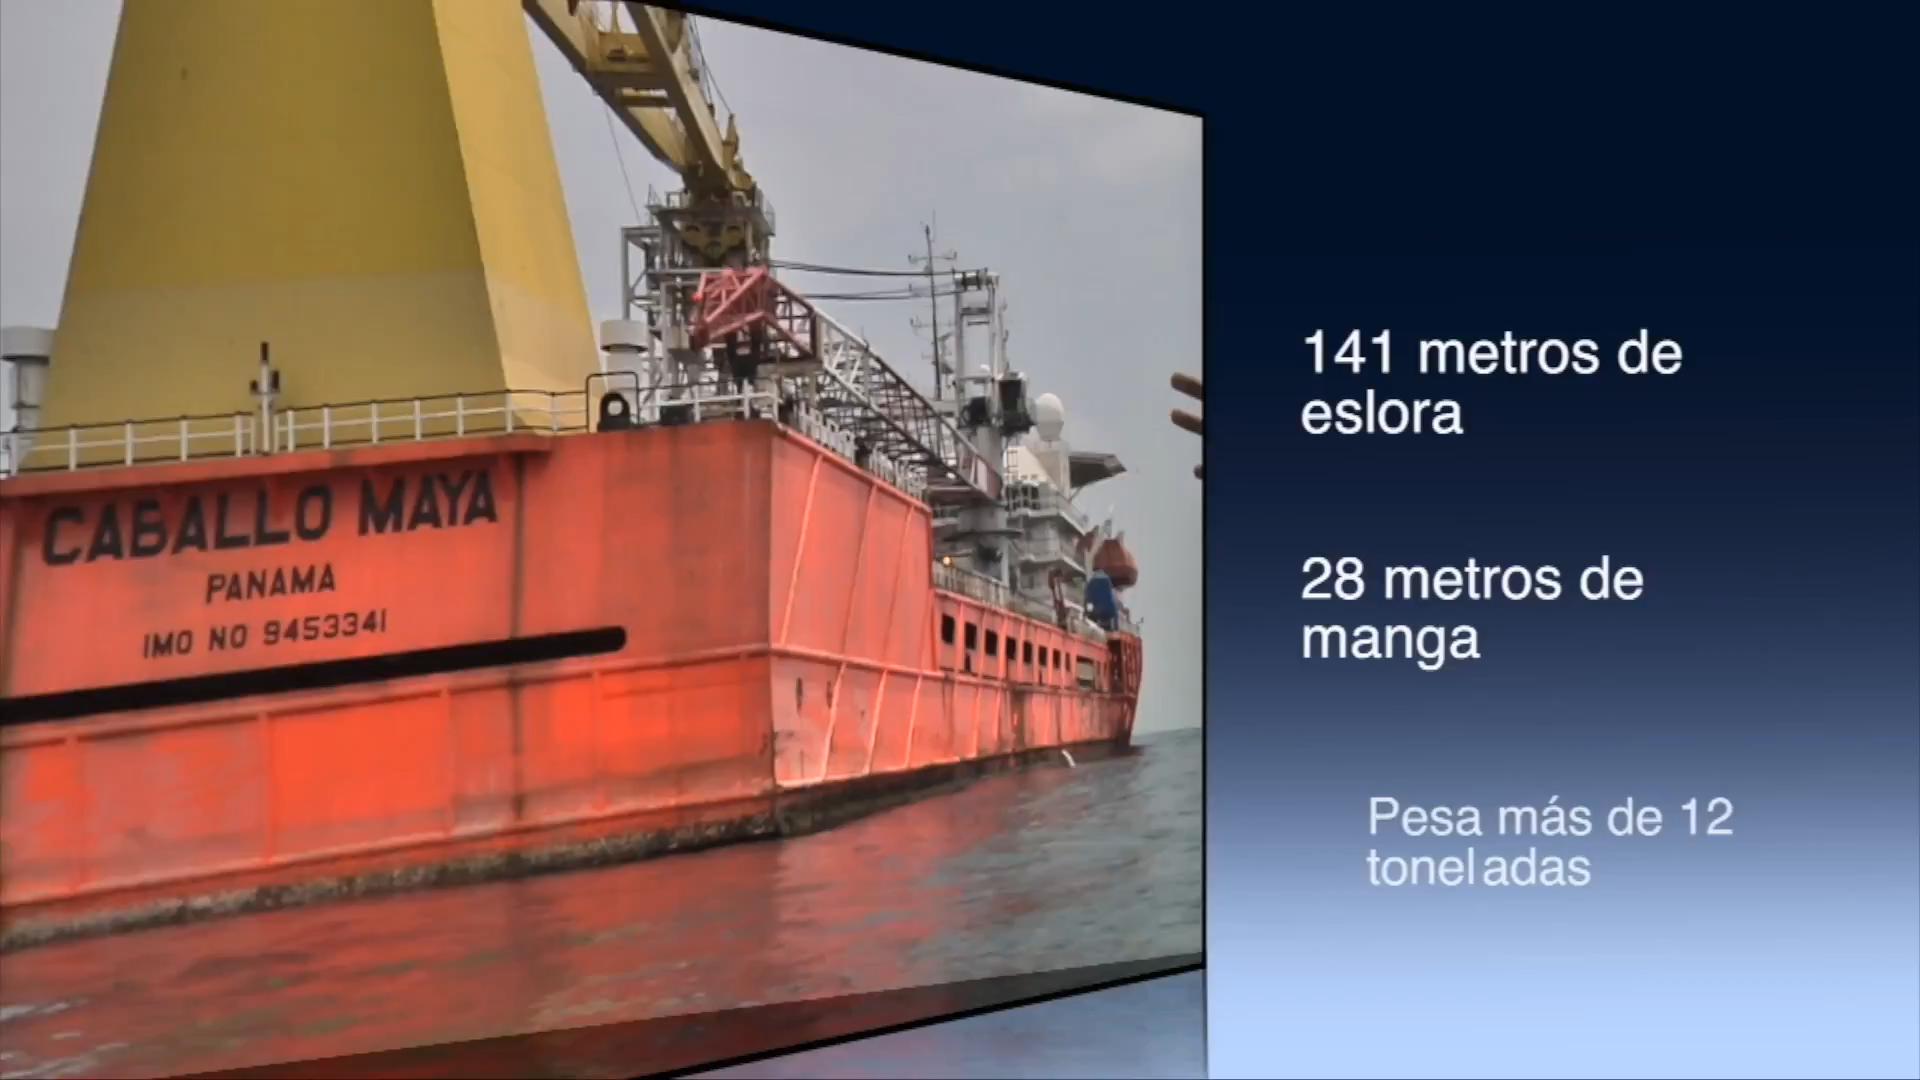 CABALLO MAYA
PANAMA
IMO NO 9453341
141 metros de
eslora
28 metros de
manga
Pesa más de 12
toneladas